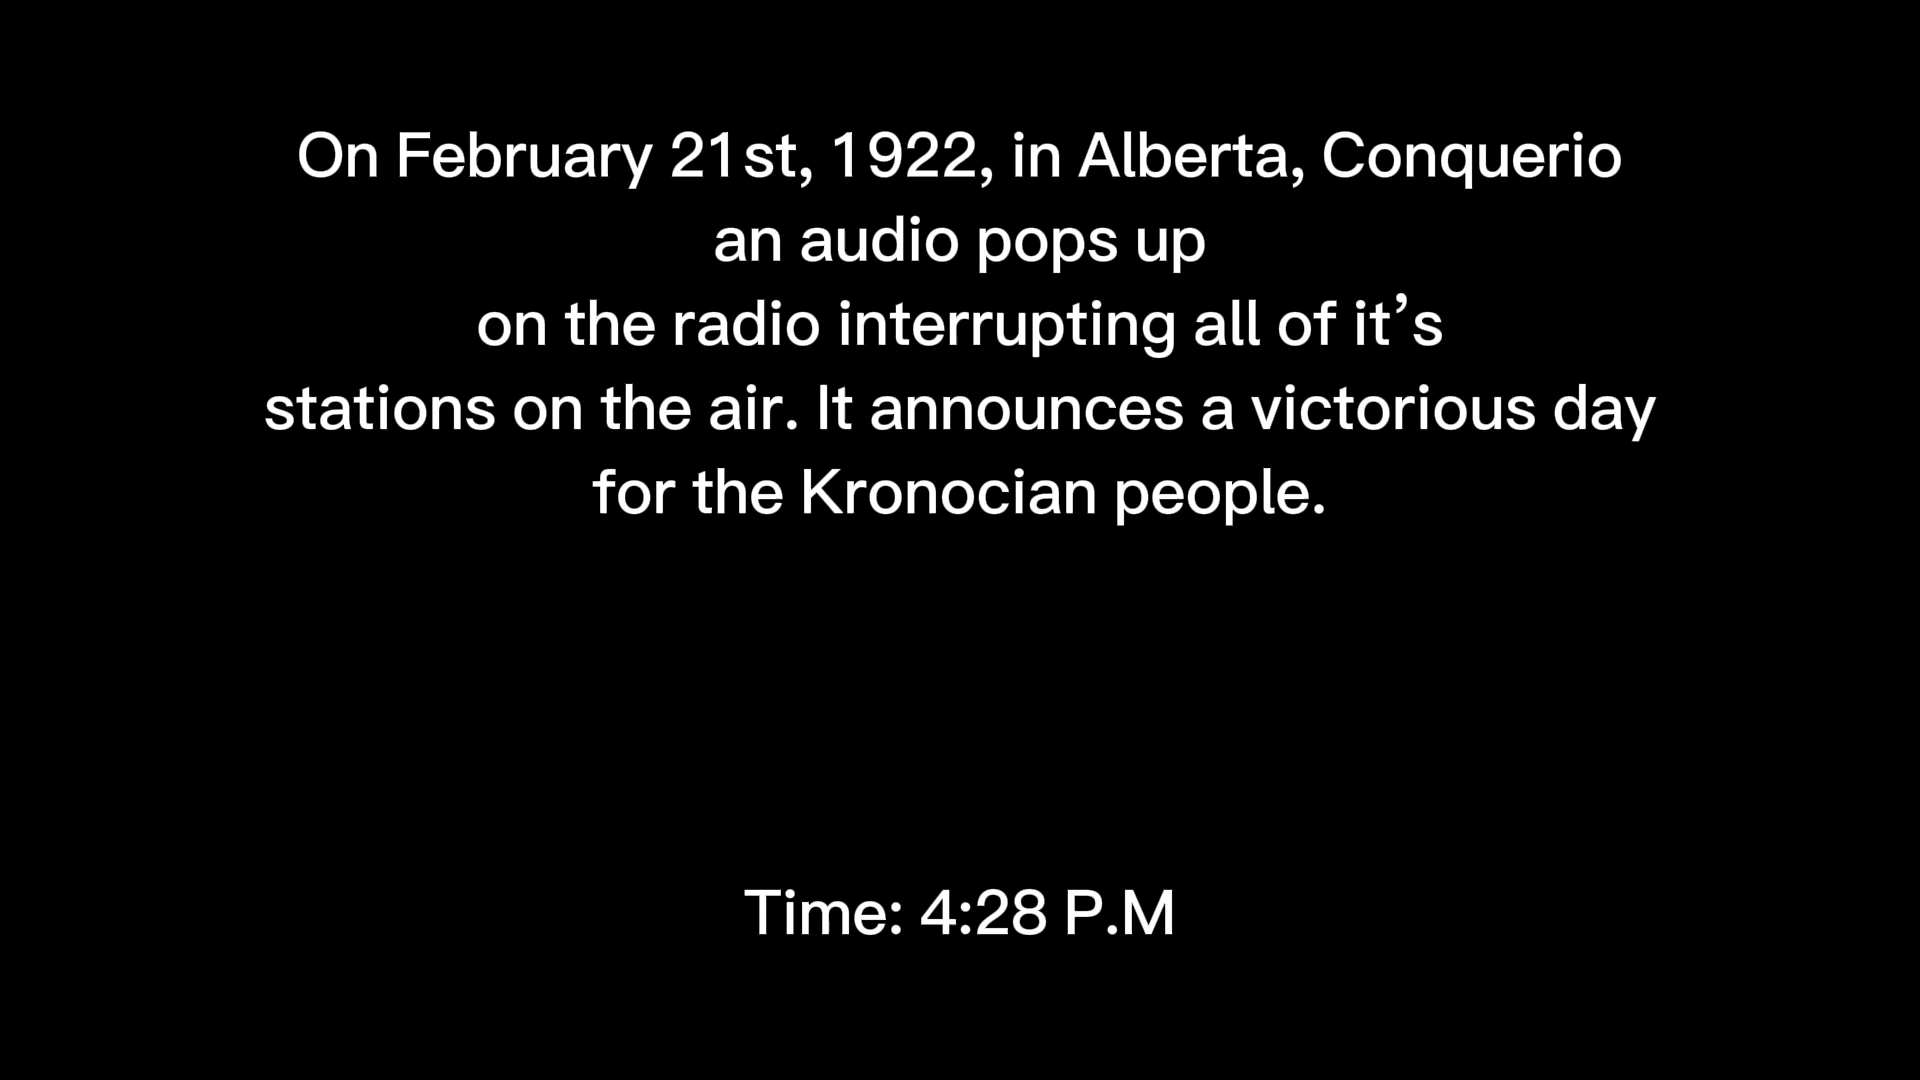 On February 21st, 1922, in Alberta, Conquerio
an audio pops up
on the radio interrupting all of it’s
stations on the air. It announces a victorious day
for the Kronocian people.
Time: 4:28 P.M